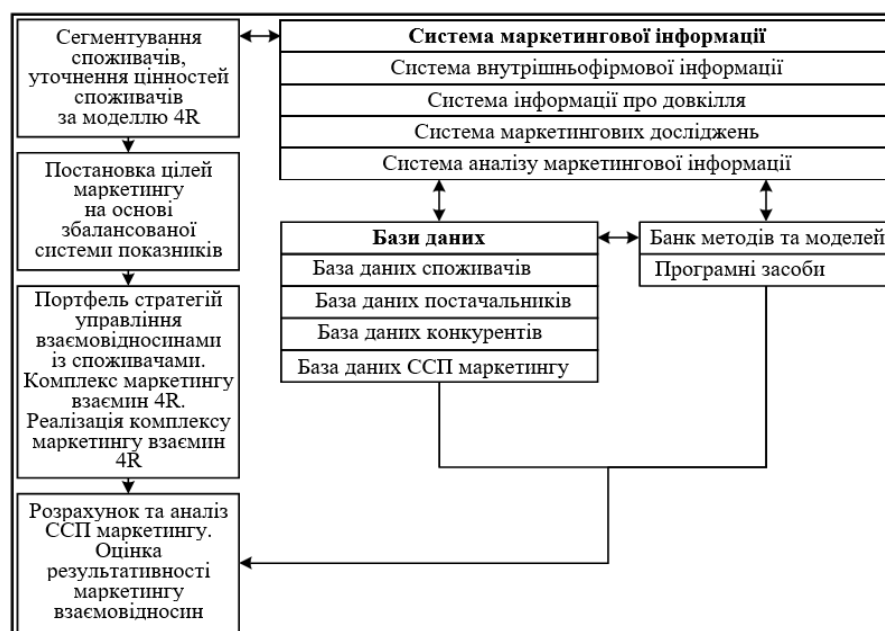 Сегментування
споживачів,
уточнення цінностей
споживачів
за моделлю 4R
Постановка цілей
маркетингу
на основі
збалансованої
системи показників
Портфель стратегій
управління
взаємовідносинами
із споживачами.
Комплекс маркетингу
взаємин 4R.
Реалізація комплексу
маркетингу взаємин
4R
Розрахунок та аналіз
ССП маркетингу.
Оцінка
результативності
маркетингу
взаємовідносин
Система маркетингової інформації
Система внутрішньофірмової інформації
Система інформації про довкілля
Система маркетингових досліджень
Система аналізу маркетингової інформації
Бази даних
База даних споживачів
База даних постачальників
База даних конкурентів
База даних ССП маркетингу
Банк методів та моделей
Програмні засоби